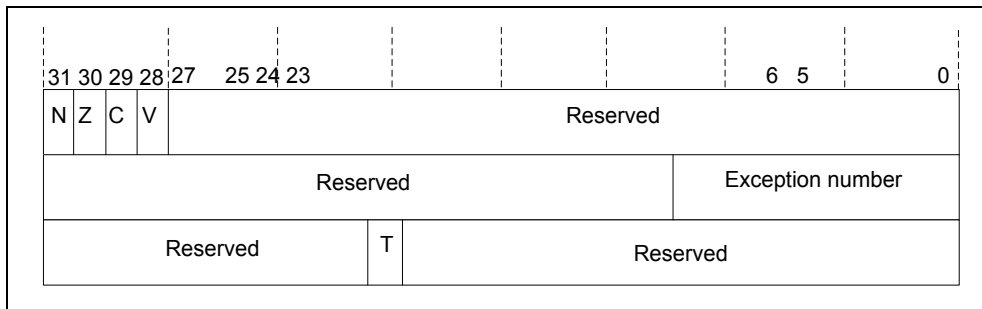 31 30 29 28 27 25 24 23 6 5 0
N Z C V Reserved
Reserved Exception number
Reserved T Reserved